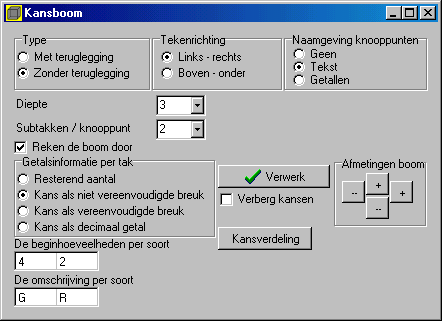 Kansboom
Type
Met teruglegging
Zonder teruglegging
Tekenrichting
Links - rechts
Boven - onder
Naamgeving knooppunten
Geen
Tekst
Getallen
Diepte
3
Subtakken / knooppunt
2
Reken de boom door
Getalsinformatie per tak
Resterend aantal
Kans als niet vereenvoudigde breuk
Kans als vereenvoudigde breuk
Kans als decimaal getal
Verwerk
Verberg kansen
Kansverdeling
Afmetingen boom
+
-- +
--
De beginhoeveelheden per soort
4 2
De omschrijving per soort
G R